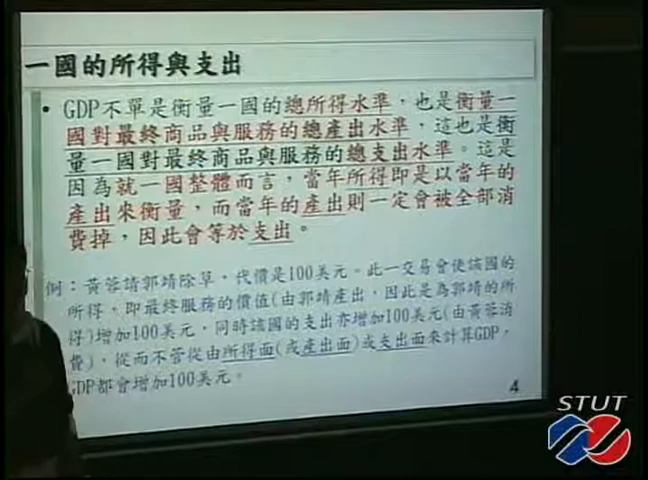 一國的所得與支出
• GDP不單是衡量一國的總所得水準，也是衡量一
國對最終商品與服務的總產出水準，這也是衡
量一國對最終商品與服務的總支出水準。這是
因為就一國整體而言，當年所得即是以當年的
產出來衡量，而當年的產出則一定會被全部消
費掉，因此會等於支出。
例：黃蓉請郭靖除草，代價是100美元。此一交易會使該國的
所得，即最終服務的價值(由郭靖產出，因此是為郭靖的所
得)增加100美元，同時該國的支出亦增加100美元(由黃蓉消
費)，從而不管從由所得面(或產出面)或支出面來計算GDP，
GDP都會增加100美元。
4
STUT